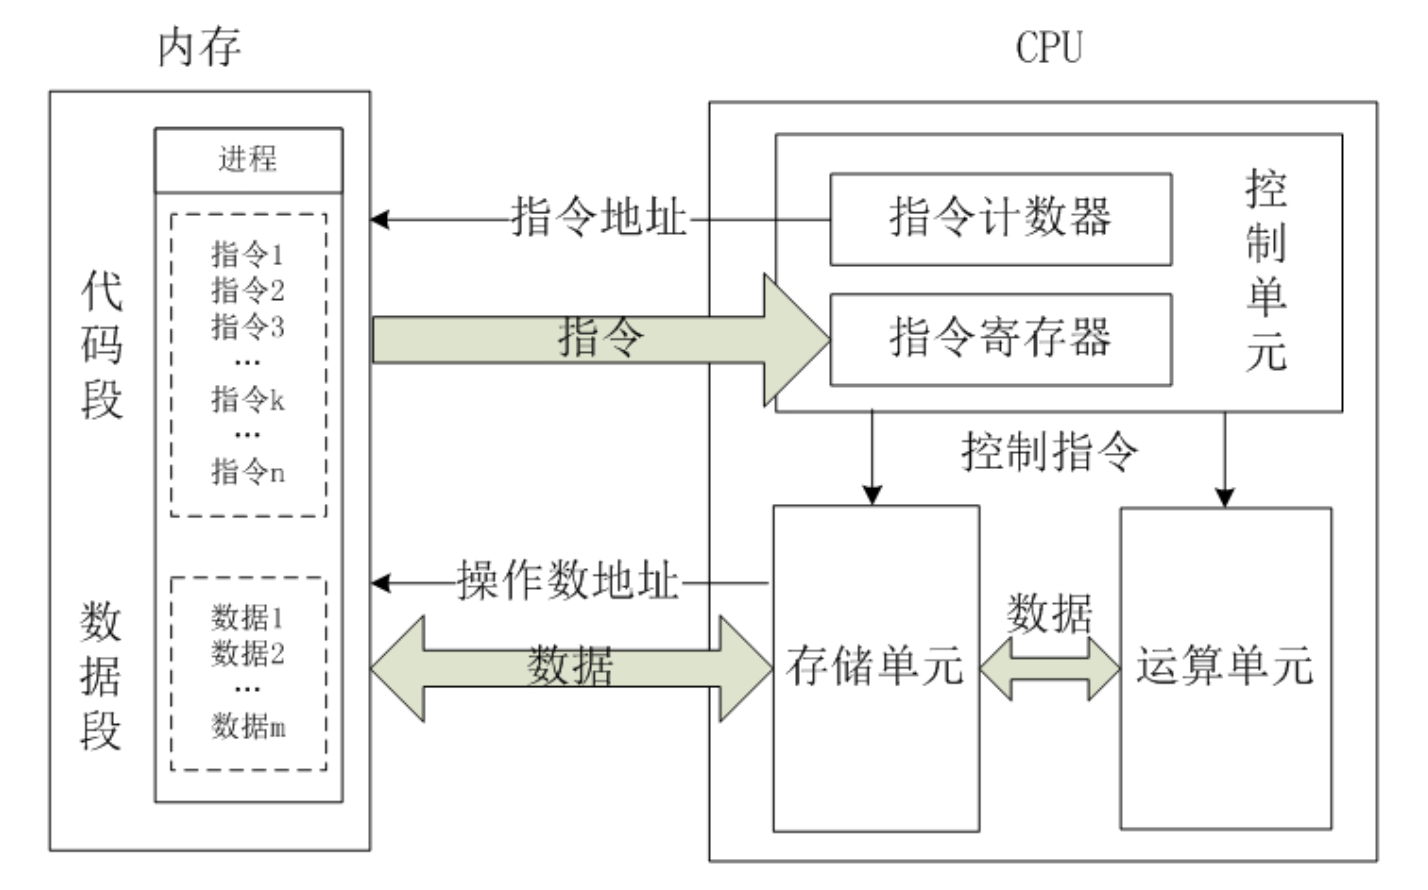 内存
CPU
进程
代码段
指令1
指令2
指令3
…
指令k
…
指令n
数据段
数据1
数据2
…
数据m
指令地址
指令
操作数地址
数据
指令计数器
指令寄存器
控制单元
控制指令
存储单元
数据
运算单元